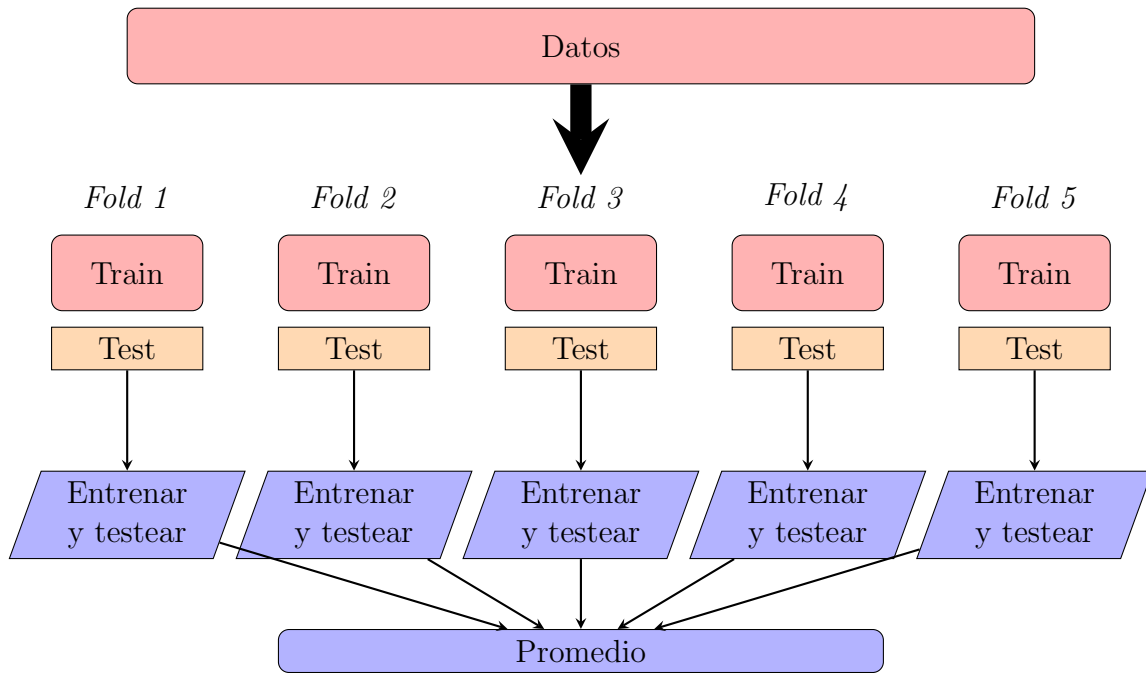 Datos
Fold 1
Fold 2
Fold 3
Fold 4
Fold 5
Train
Train
Train
Train
Train
Test
Test
Test
Test
Test
Entrenar
y testear
Entrenar
y testear
Entrenar
y testear
Entrenar
y testear
Entrenar
y testear
Promedio